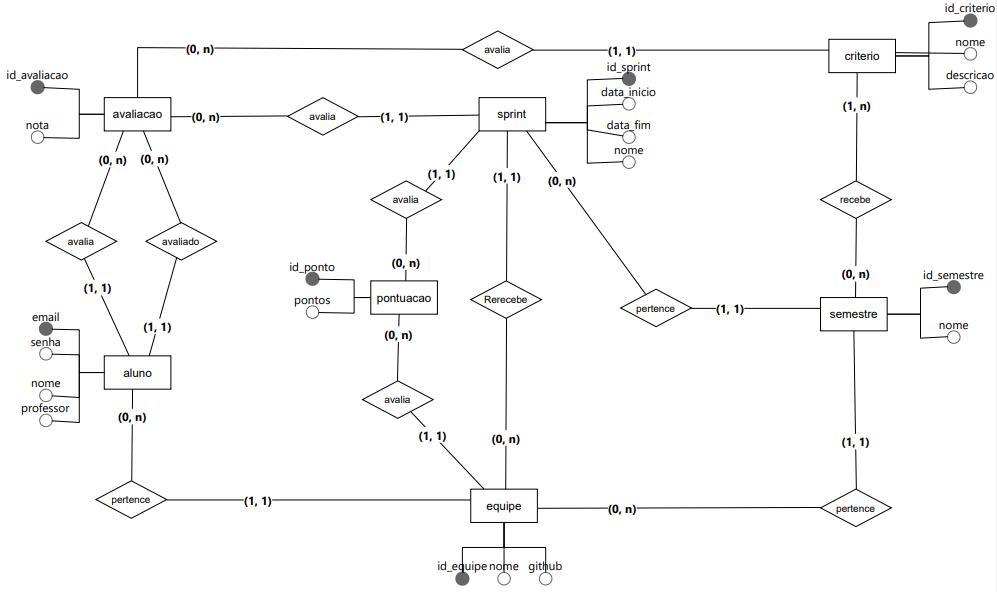 id_criterio
(0, n)
avalia
(1, 1)
criterio
nome
descricao
id_avaliacao
nota
avaliacao
(0, n)
avalia
(1, 1)
sprint
id_sprint
data_inicio
data_fim
nome
(0, n)
(0, n)
(1, 1)
(1, 1)
(0, n)
(1, n)
avalia
avaliado
avalia
recebe
(1, 1)
(1, 1)
(0, n)
(0, n)
id_ponto
pontos
pontuacao
Rerecebe
pertence
(1, 1)
semestre
id_semestre
nome
email
senha
nome
professor
aluno
(0, n)
(0, n)
avalia
(1, 1)
(0, n)
(1, 1)
pertence
(1, 1)
equipe
(0, n)
pertence
id_equipe
nome
github